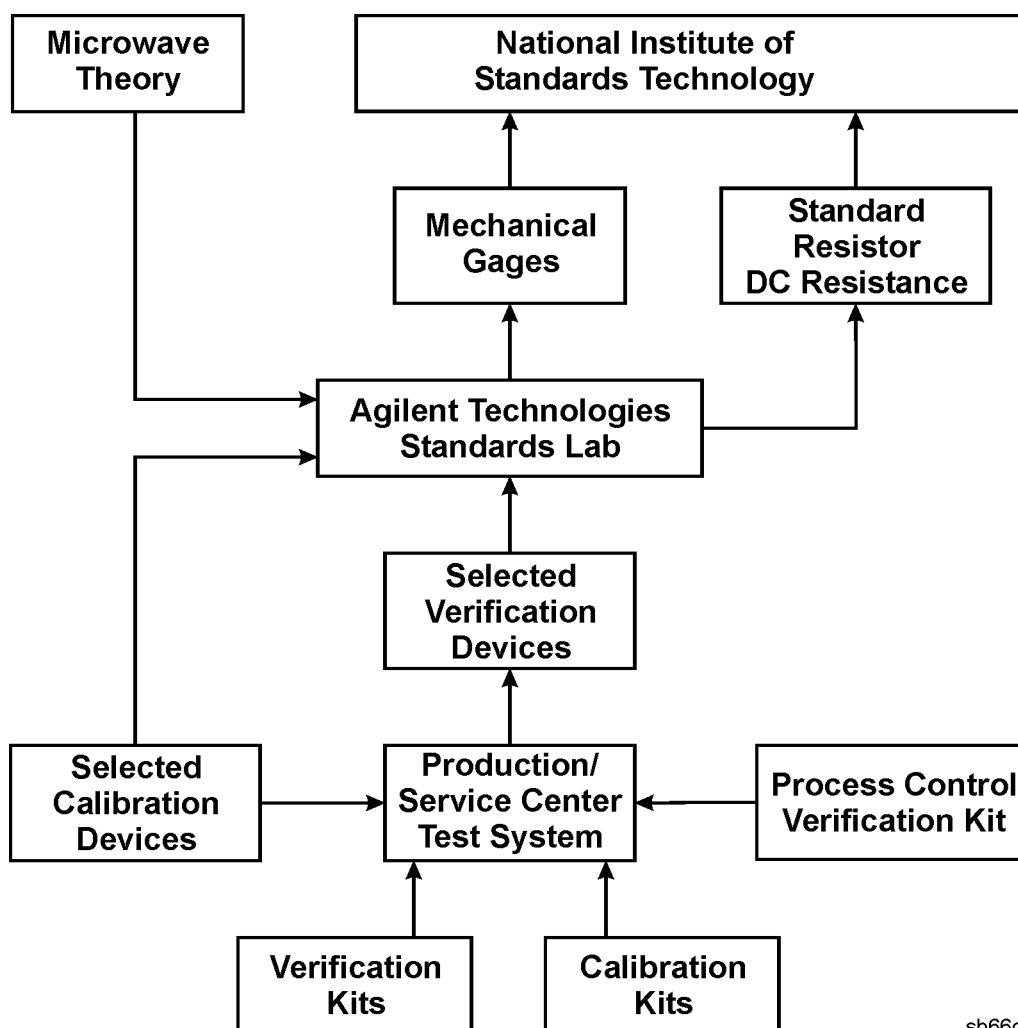 Microwave
Theory
National Institute of
Standards Technology
Mechanical
Gages
Standard
Resistor
DC Resistance
Agilent Technologies
Standards Lab
Selected
Verification
Devices
Selected
Calibration
Devices
Production/
Service Center
Test System
Process Control
Verification Kit
Verification
Kits
Calibration
Kits